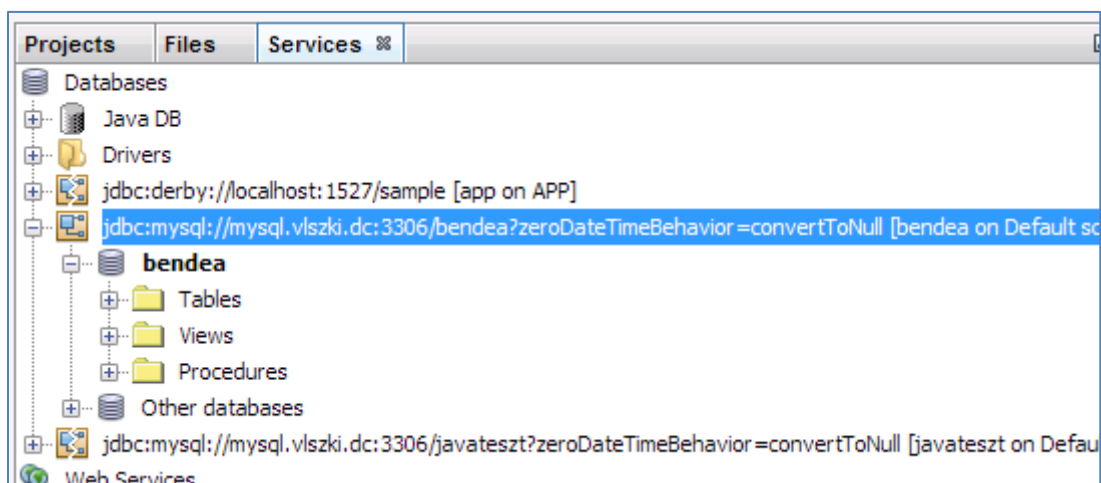 Projects Files Services
Databases
Java DB
Drivers
jdbc:derby://localhost:1527/sample [app on APP]
jdbc:mysql://mysql.vlszki.dc:3306/bendea?zeroDateTimeBehavior=convertToNull [bendea on Default sc
bendea
Tables
Views
Procedures
Other databases
jdbc:mysql://mysql.vlszki.dc:3306/javateszt?zeroDateTimeBehavior=convertToNull [javateszt on Defau
Web Services